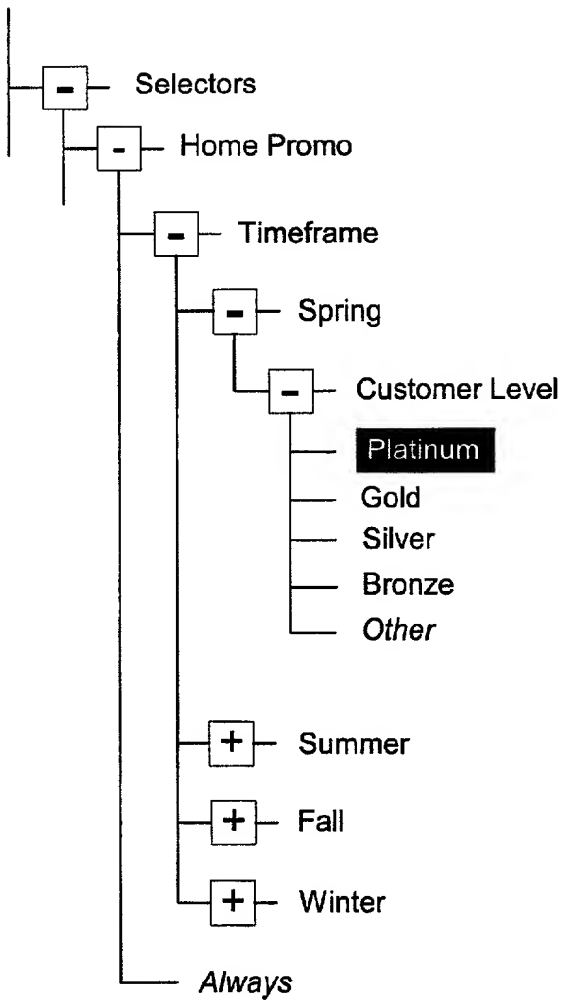 Selectors
Home Promo
Timeframe
Spring
Customer Level
Platinum
Gold
Silver
Bronze
Other
Summer
Fall
Winter
Always